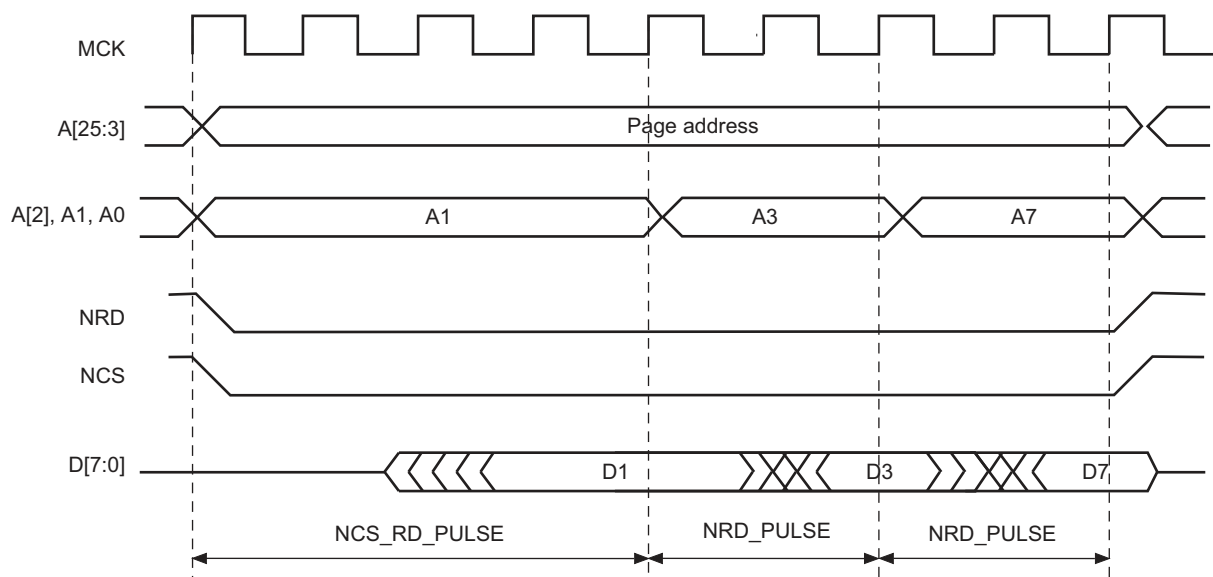 MCK
A[25:3]
Page address
A[2], A1, A0
A1
A3
A7
NRD
NCS
D[7:0]
D1
D3
D7
NCS_RD_PULSE
NRD_PULSE
NRD_PULSE